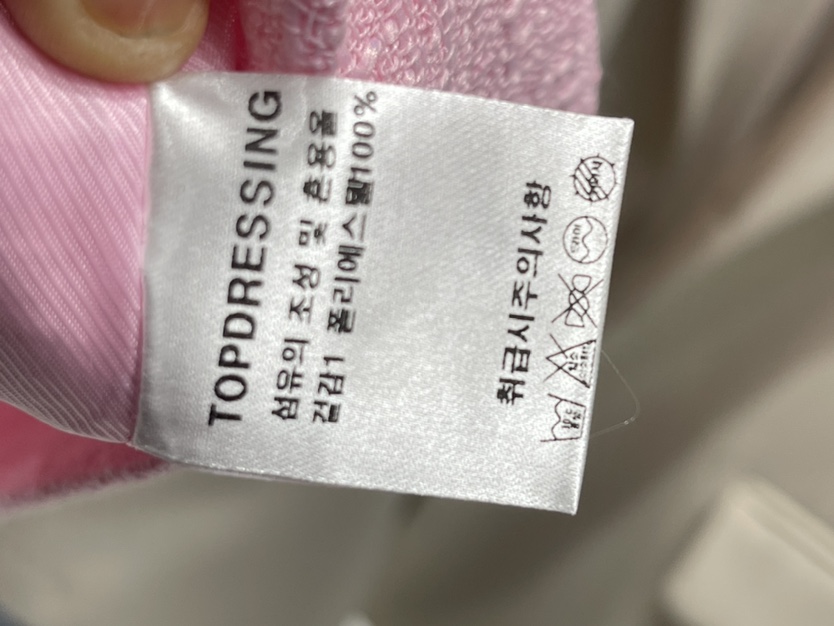 TOPDRESSING
섬유의 조성 및 혼용율
겉감1 폴리에스텔100%
취급시주의사항